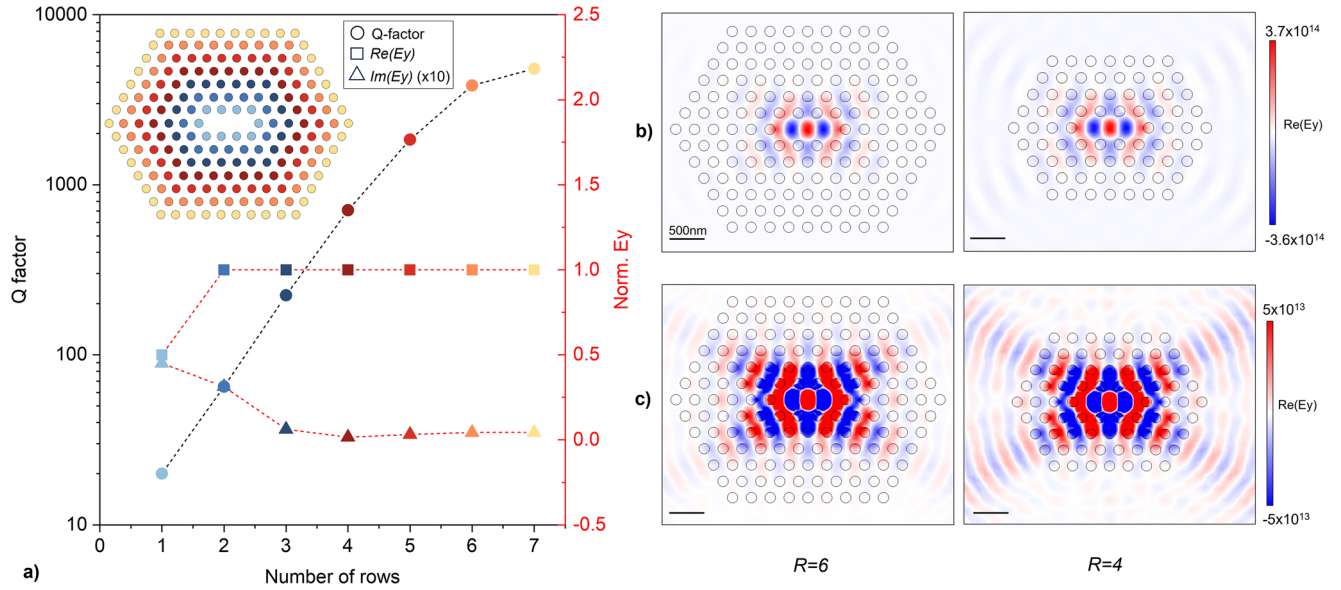 10000
1000
100
10
Q factor
0
1
2
3
4
5
6
7
Number of rows
2.5
2.0
1.5
1.0
0.5
0.0
-0.5
Norm. Ey
Q-factor
Re(Ey)
Im(Ey) (x10)
a)
b)
500nm
3.7x10¹⁴
Re(Ey)
-3.6x10¹⁴
c)
5x10¹³
Re(Ey)
-5x10¹³
R=6
R=4